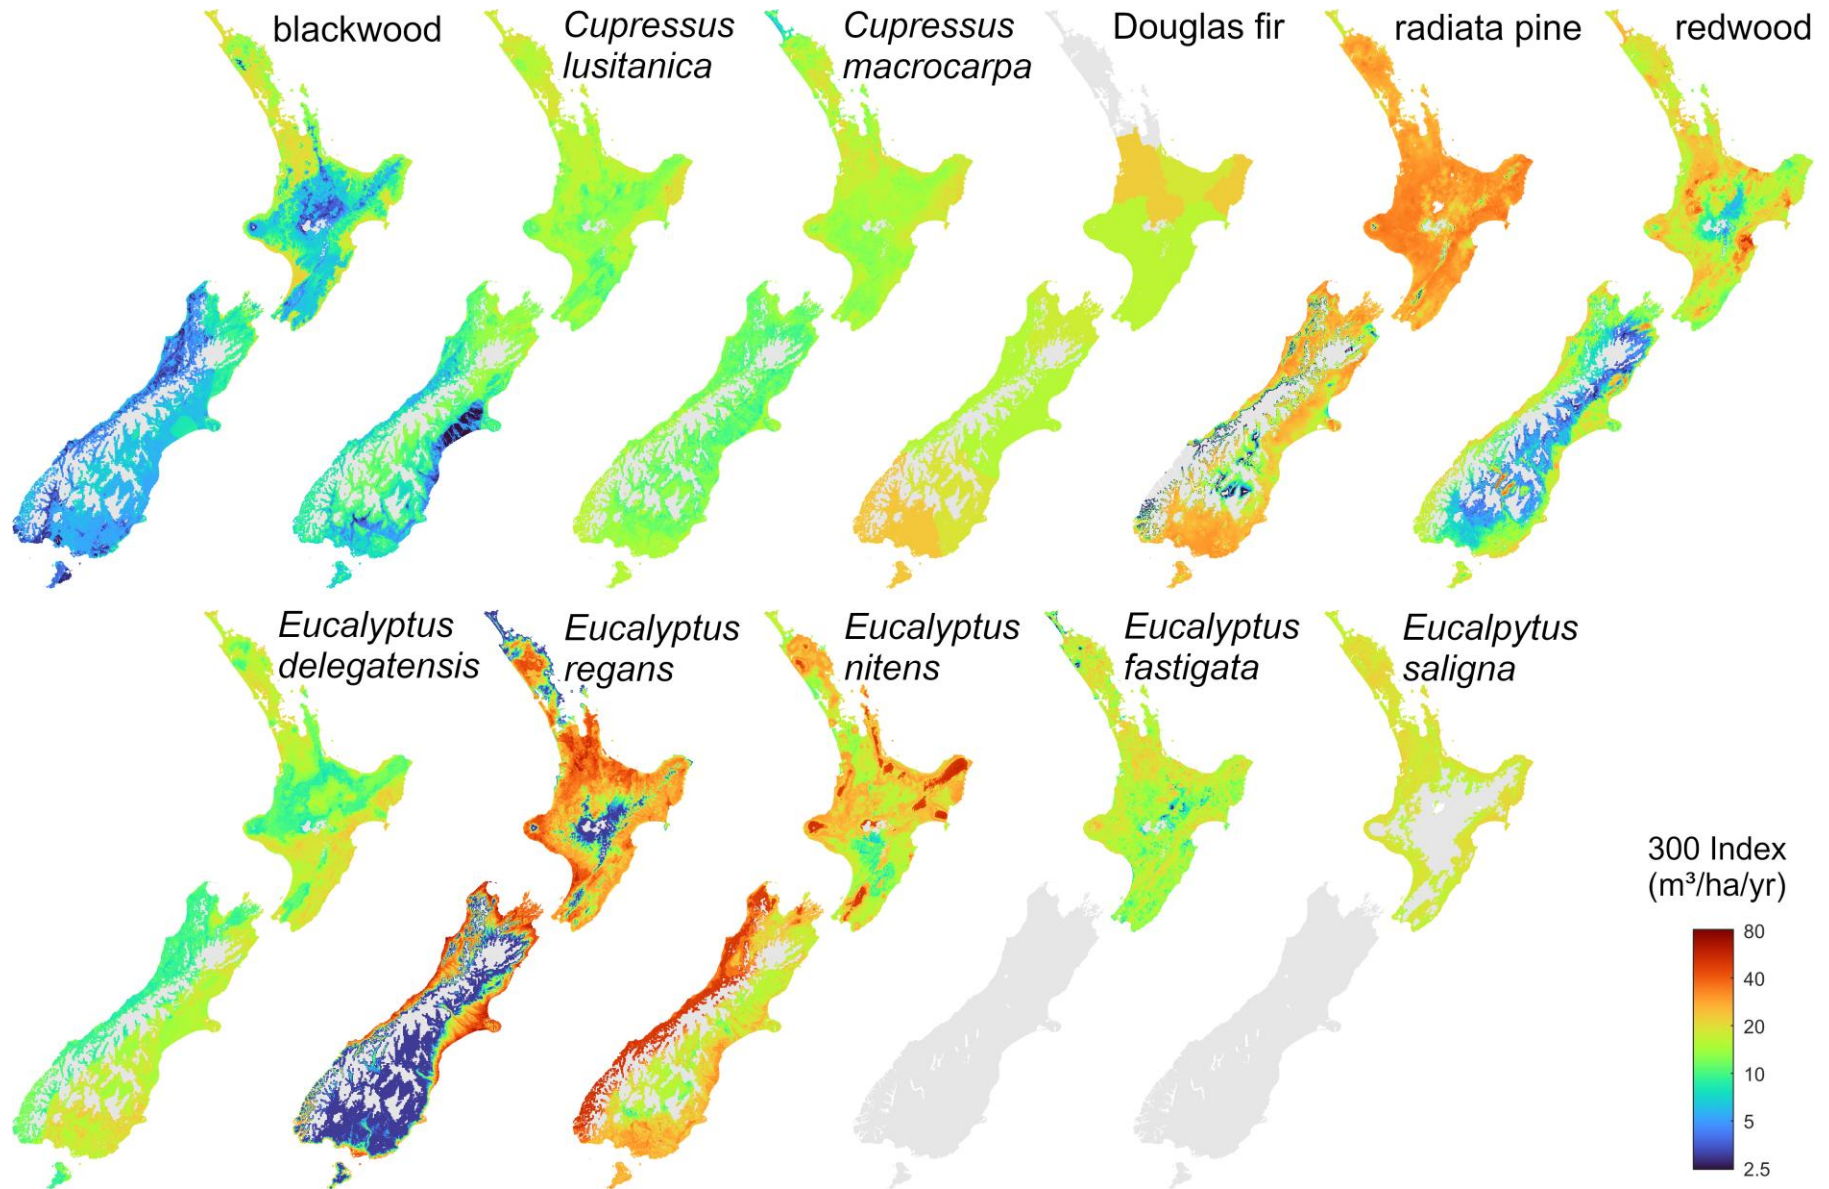 blackwood
Cupressus
lusitanica
Cupressus
macrocarpa
Douglas fir
radiata pine
redwood
Eucalyptus
delegatensis
Eucalyptus
regans
Eucalyptus
nitens
Eucalyptus
fastigata
Eucalpytus
saligna
300 Index
(m³/ha/yr)
80
40
20
10
5
2.5